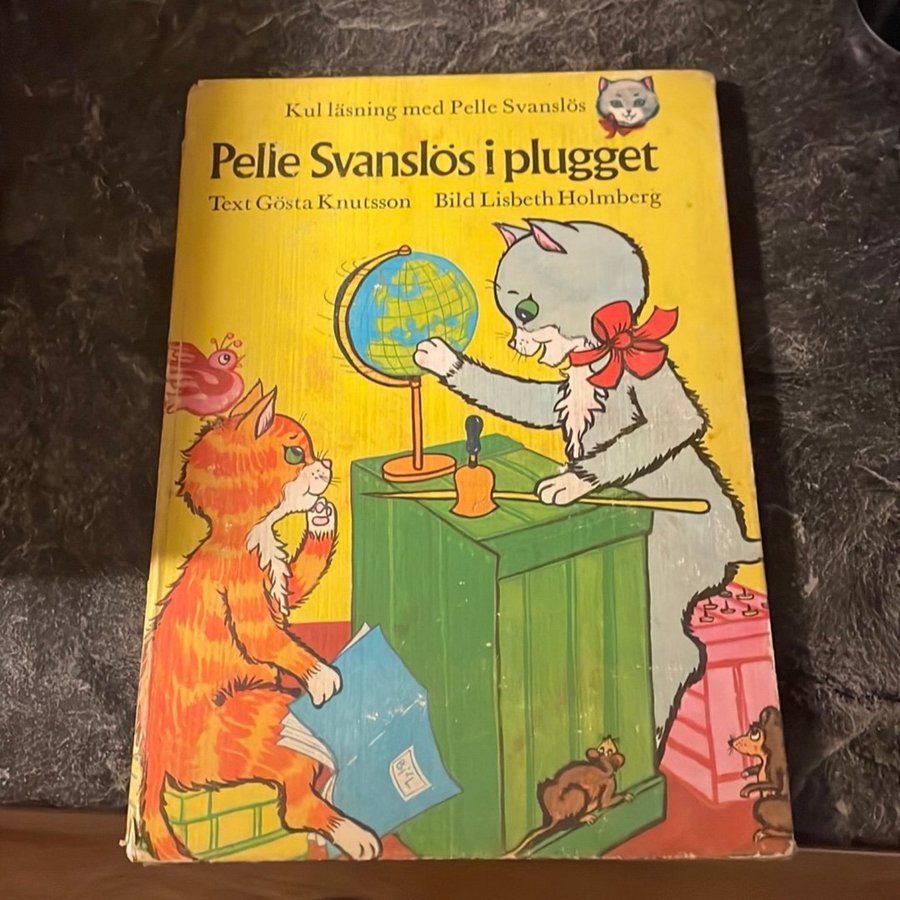 Kul läsning med Pelle Svanslös
Pelle Svanslös i plugget
Text Gösta Knutsson Bild Lisbeth Holmberg